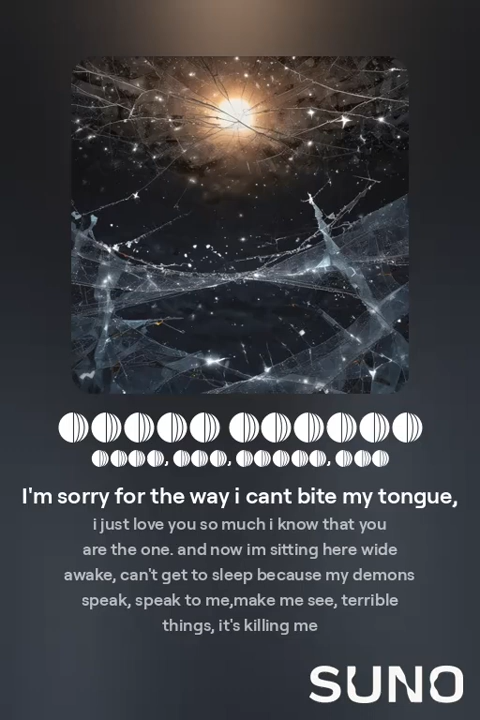 I'm sorry for the way i cant bite my tongue,
i just love you so much i know that you
are the one. and now im sitting here wide
awake, can't get to sleep because my demons
speak, speak to me,make me see, terrible
things, it's killing me
SUNO